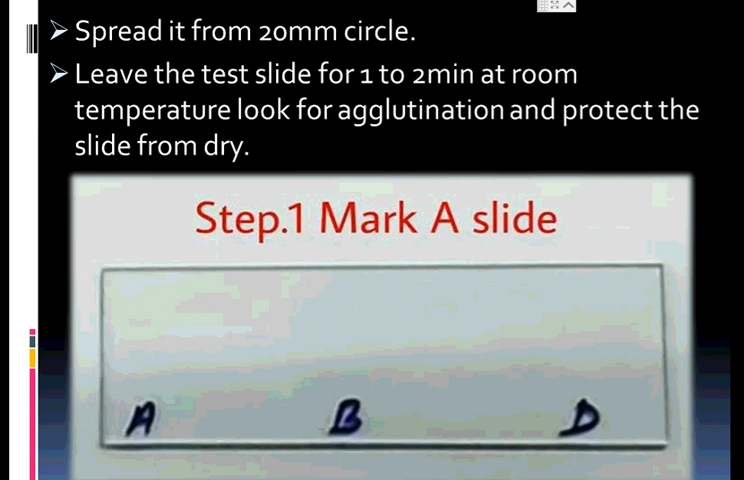 Spread it from 20mm circle.
Leave the test slide for 1 to 2min at room
temperature look for agglutination and protect the
slide from dry.
Step.1 Mark A slide
A B D